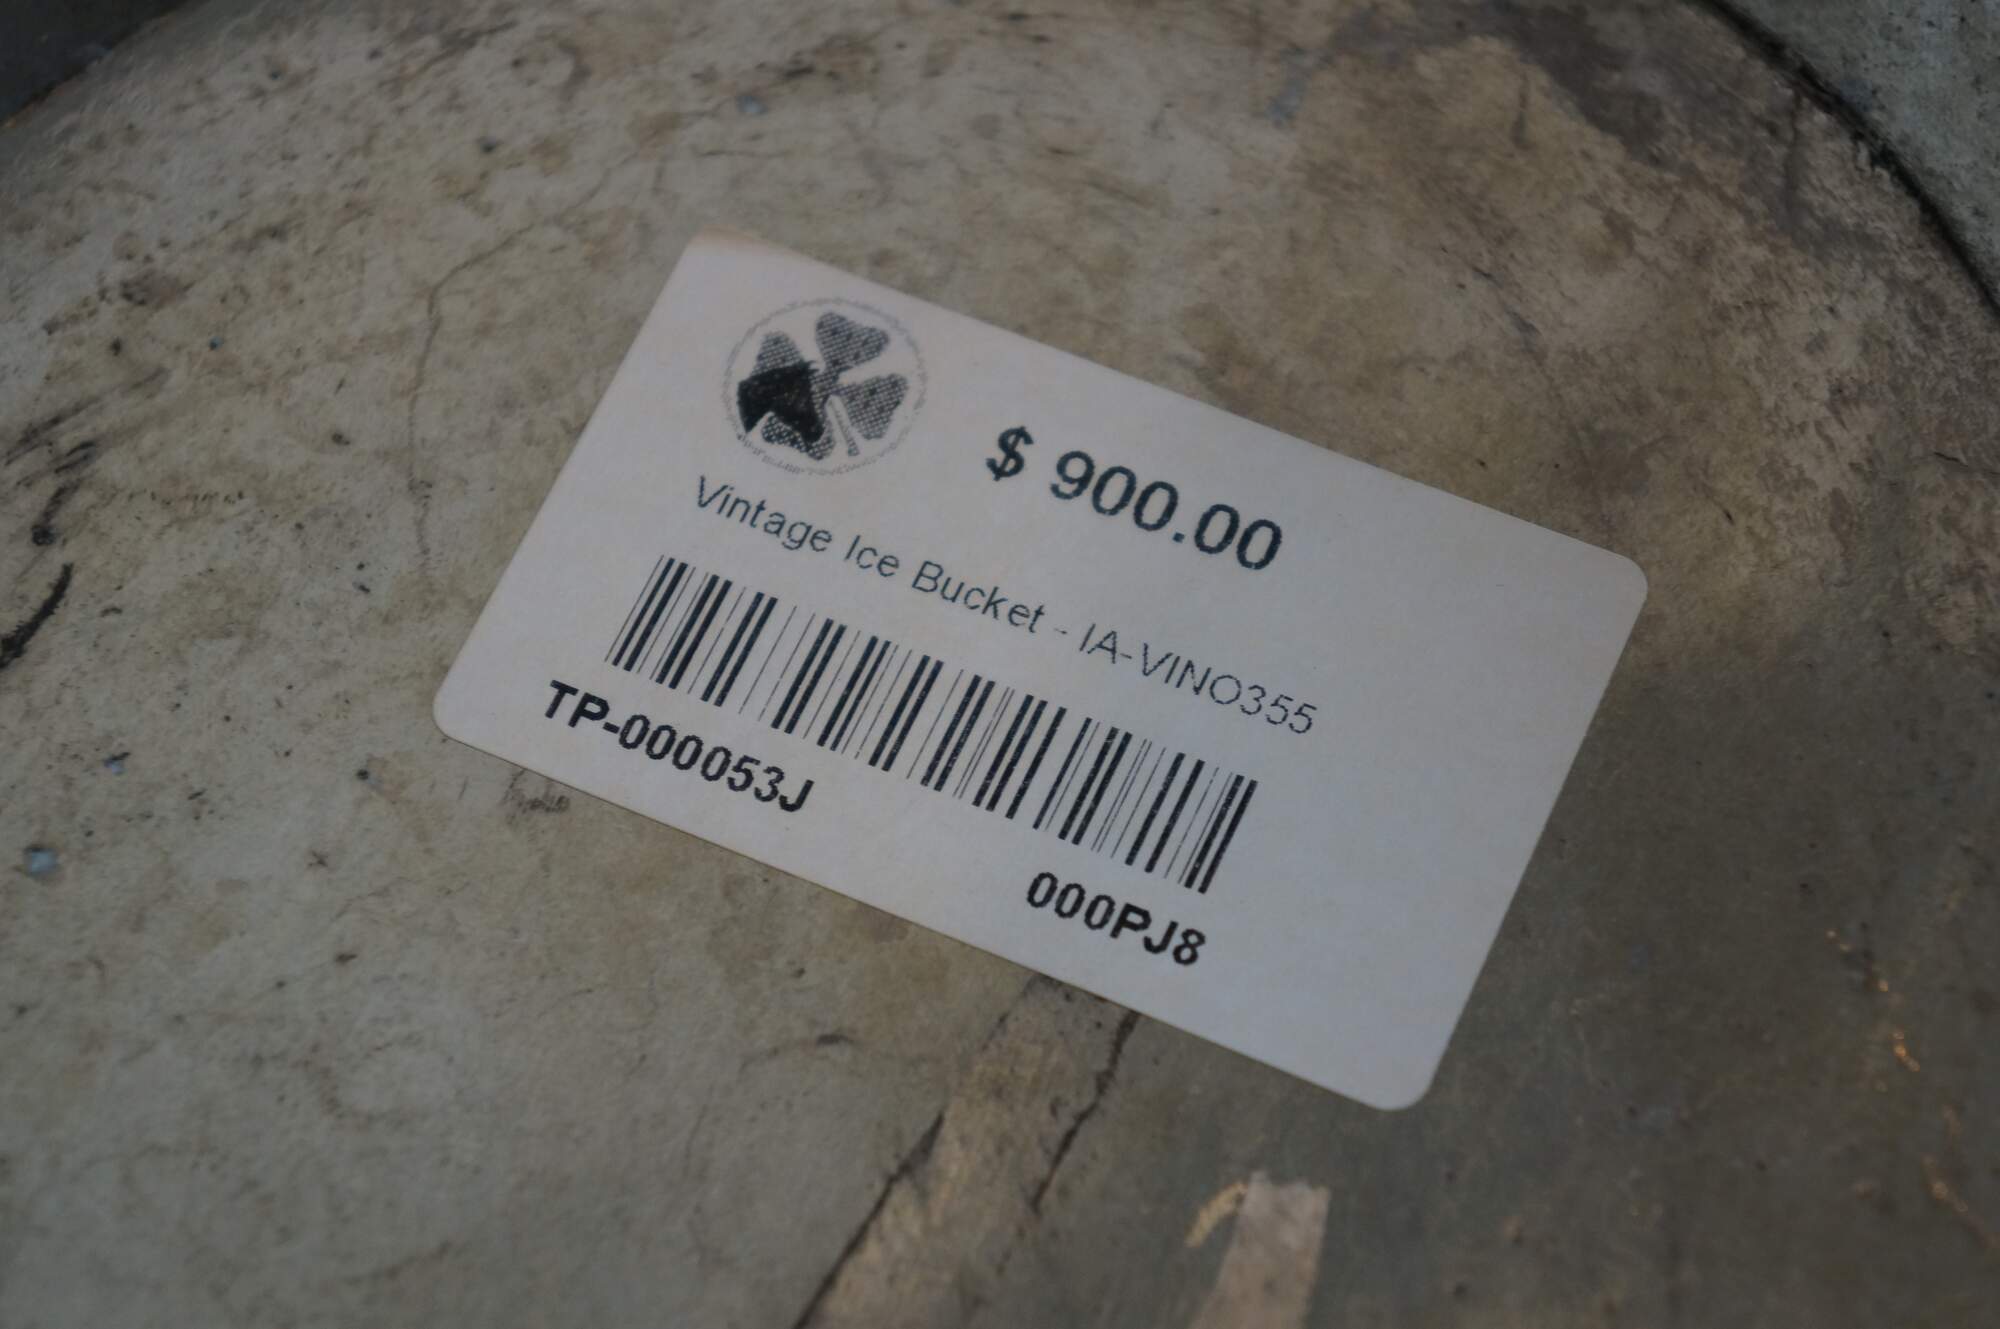 $ 900.00
Vintage Ice Bucket - IA-VINO355
TP-000053J
000PJ8